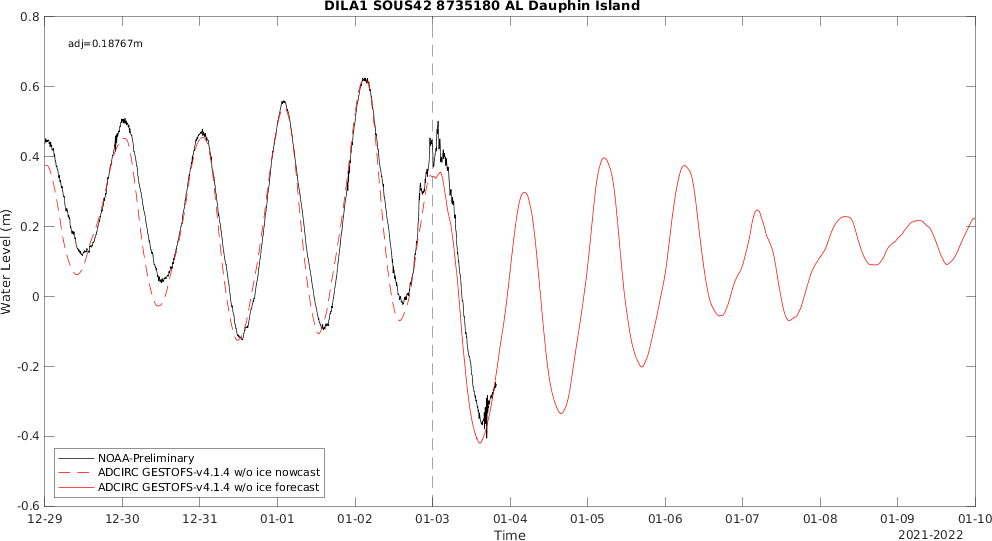 DILA1 SOUS42 8735180 AL Dauphin Island
adj=0.18767m
0.8
0.6
0.4
0.2
0
-0.2
-0.4
-0.6
Water Level (m)
NOAA-Preliminary
ADCIRC GESTOFS-v4.1.4 w/o ice nowcast
ADCIRC GESTOFS-v4.1.4 w/o ice forecast
12-29 12-30 12-31 01-01 01-02 01-03 01-04 01-05 01-06 01-07 01-08 01-09 01-10
Time
2021-2022